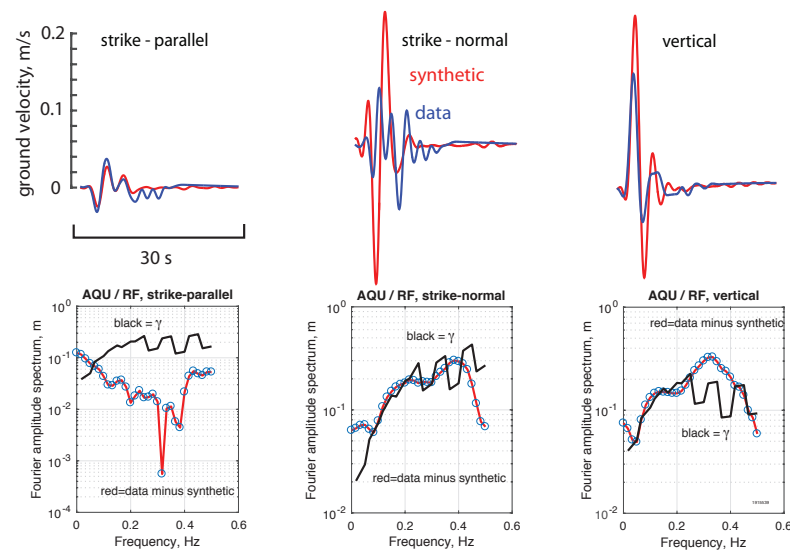 strike - parallel
strike - normal
vertical
synthetic
data
ground velocity, m/s
0.2
0.1
0
30 s
AQU / RF, strike-parallel
black = γ
red=data minus synthetic
Fourier amplitude spectrum, m
10^0
10^-1
10^-2
10^-3
10^-4
0 0.2 0.4 0.6
Frequency, Hz
AQU / RF, strike-normal
black = γ
red=data minus synthetic
Fourier amplitude spectrum, m
10^0
10^-1
10^-2
0 0.2 0.4 0.6
Frequency, Hz
AQU / RF, vertical
red=data minus synthetic
black = γ
Fourier amplitude spectrum, m
10^0
10^-1
10^-2
0 0.2 0.4 0.6
Frequency, Hz